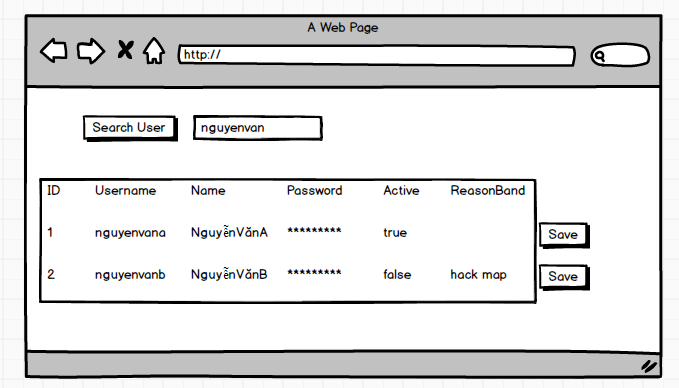 A Web Page
http://
Search User nguyenvan
ID Username Name Password Active ReasonBand
1 nguyenvana NguyễnVănA ********* true Save
2 nguyenvanb NguyễnVănB ********* false hack map Save